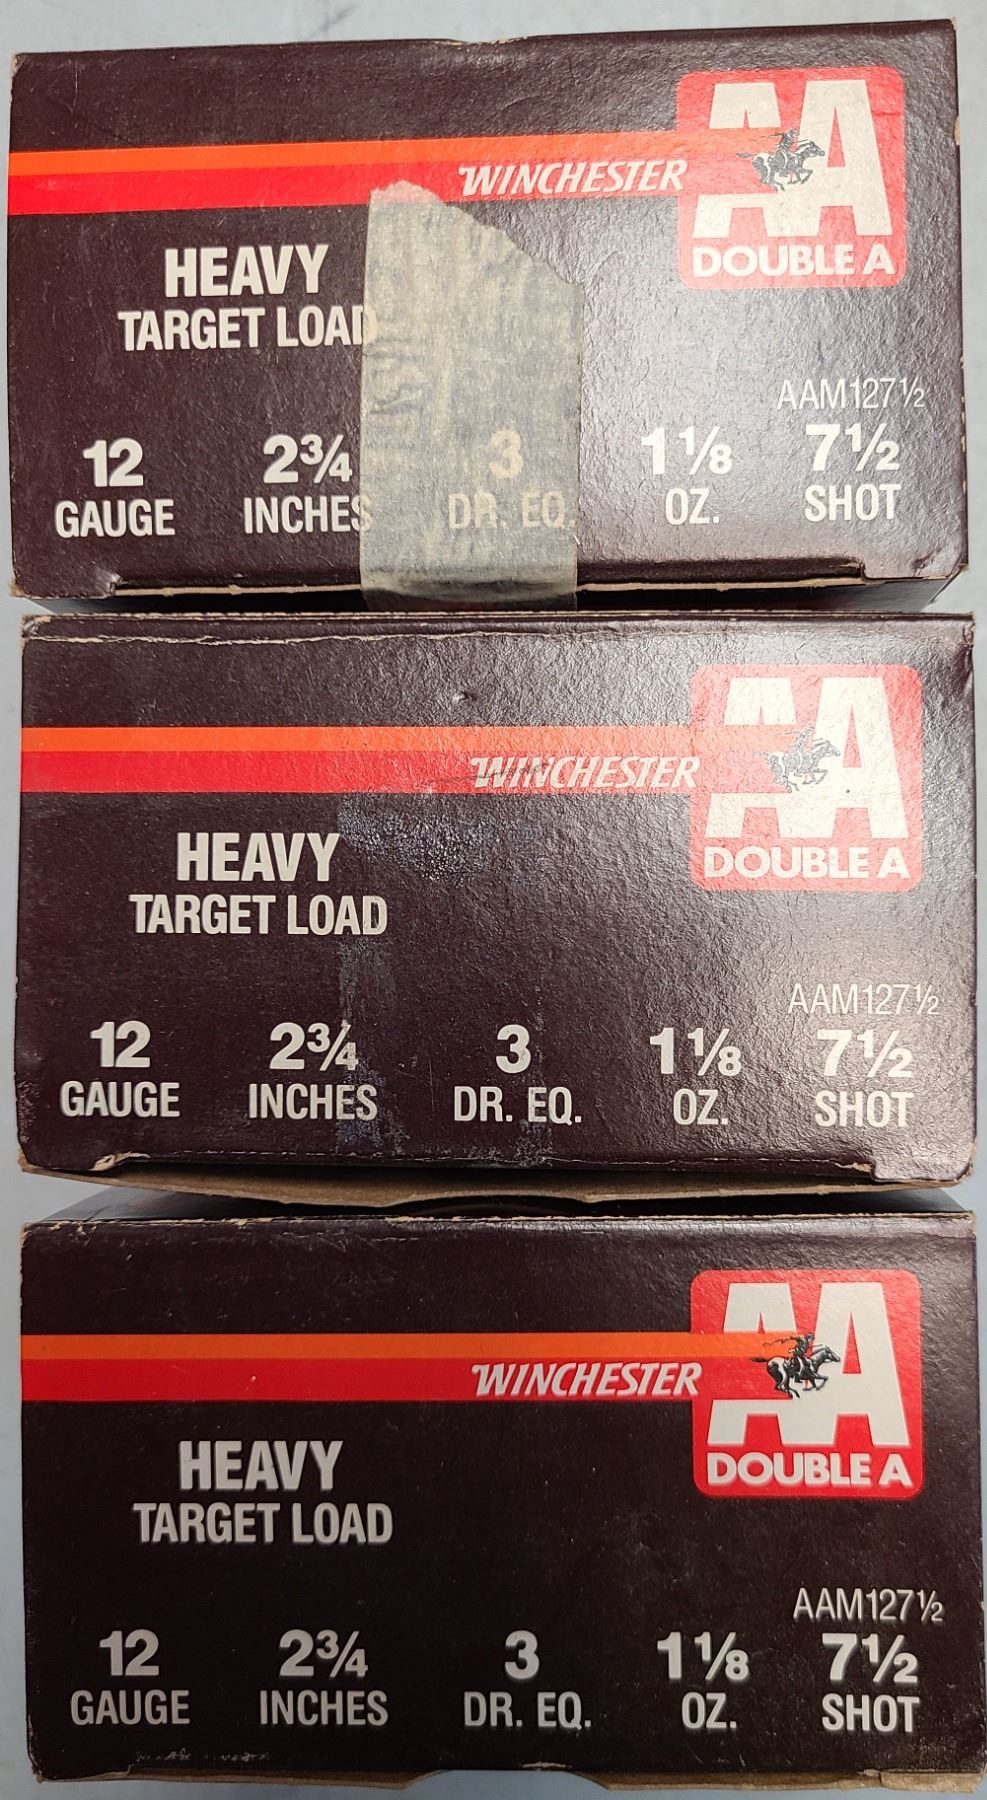 AA
WINCHESTER
DOUBLE A
HEAVY
TARGET LOAD
AAM127½
12 2¾ 3 1⅛ 7½
GAUGE INCHES DR. EQ. OZ. SHOT
AA
WINCHESTER
DOUBLE A
HEAVY
TARGET LOAD
AAM127½
12 2¾ 3 1⅛ 7½
GAUGE INCHES DR. EQ. OZ. SHOT
AA
WINCHESTER
DOUBLE A
HEAVY
TARGET LOAD
AAM127½
12 2¾ 3 1⅛ 7½
GAUGE INCHES DR. EQ. OZ. SHOT